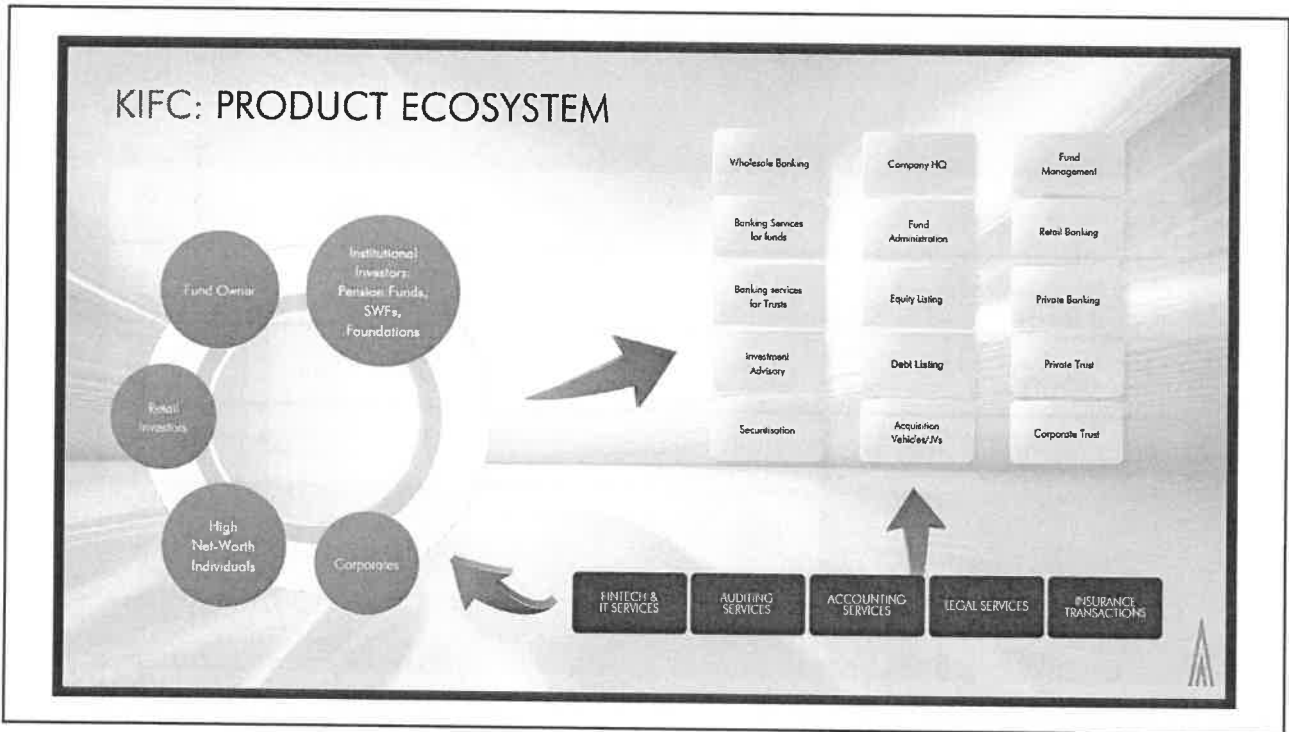 KIFC: PRODUCT ECOSYSTEM
Fund Owner
Institutional
Investors:
Pension Funds,
SWFs,
Foundations
Retail
Investors
High
Net-Worth
Individuals
Corporates
Wholesale Banking
Company HQ
Fund
Management
Banking Services
for funds
Fund
Administration
Retail Banking
Banking services
for Trusts
Equity Listing
Private Banking
Investment
Advisory
Debt Listing
Private Trust
Securitisation
Acquisition
Vehicles/JVs
Corporate Trust
FINTECH &
IT SERVICES
AUDITING
SERVICES
ACCOUNTING
SERVICES
LEGAL SERVICES
INSURANCE
TRANSACTIONS